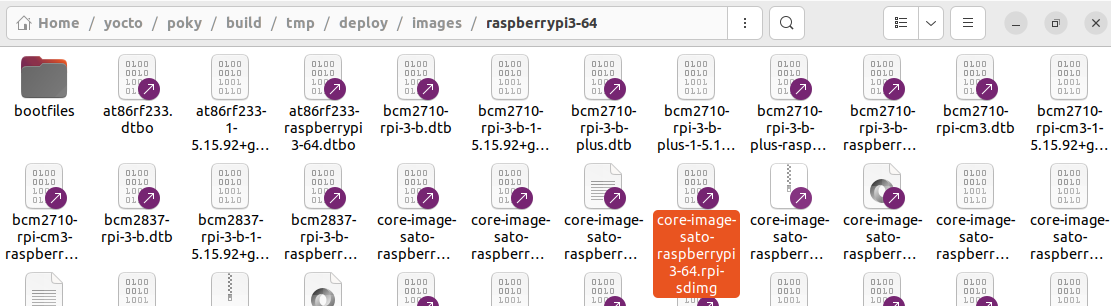 Home / yocto / poky / build / tmp / deploy / images / raspberrypi3-64
bootfiles
at86rf233.
dtbo
at86rf233-
1-
5.15.92+g…
at86rf233-
raspberrypi
3-64.dtbo
bcm2710-
rpi-3-b.dtb
bcm2710-
rpi-3-b-1-
5.15.92+g…
bcm2710-
rpi-3-b-
plus.dtb
bcm2710-
rpi-3-b-
plus-1-5.1…
bcm2710-
rpi-3-b-
plus-rasp…
bcm2710-
rpi-3-b-
raspberr…
bcm2710-
rpi-cm3.dtb
bcm2710-
rpi-cm3-1-
5.15.92+g…
bcm2710-
rpi-cm3-
raspberr…
bcm2837-
rpi-3-b.dtb
bcm2837-
rpi-3-b-1-
5.15.92+g…
bcm2837-
rpi-3-b-
raspberr…
core-image-
sato-
raspberr…
core-image-
sato-
raspberr…
core-image-
sato-
raspberr…
core-image-
sato-
raspberrypi
3-64.rpi-
sdimg
core-image-
sato-
raspberr…
core-image-
sato-
raspberr…
core-image-
sato-
raspberr…
core-image-
sato-
raspberr…